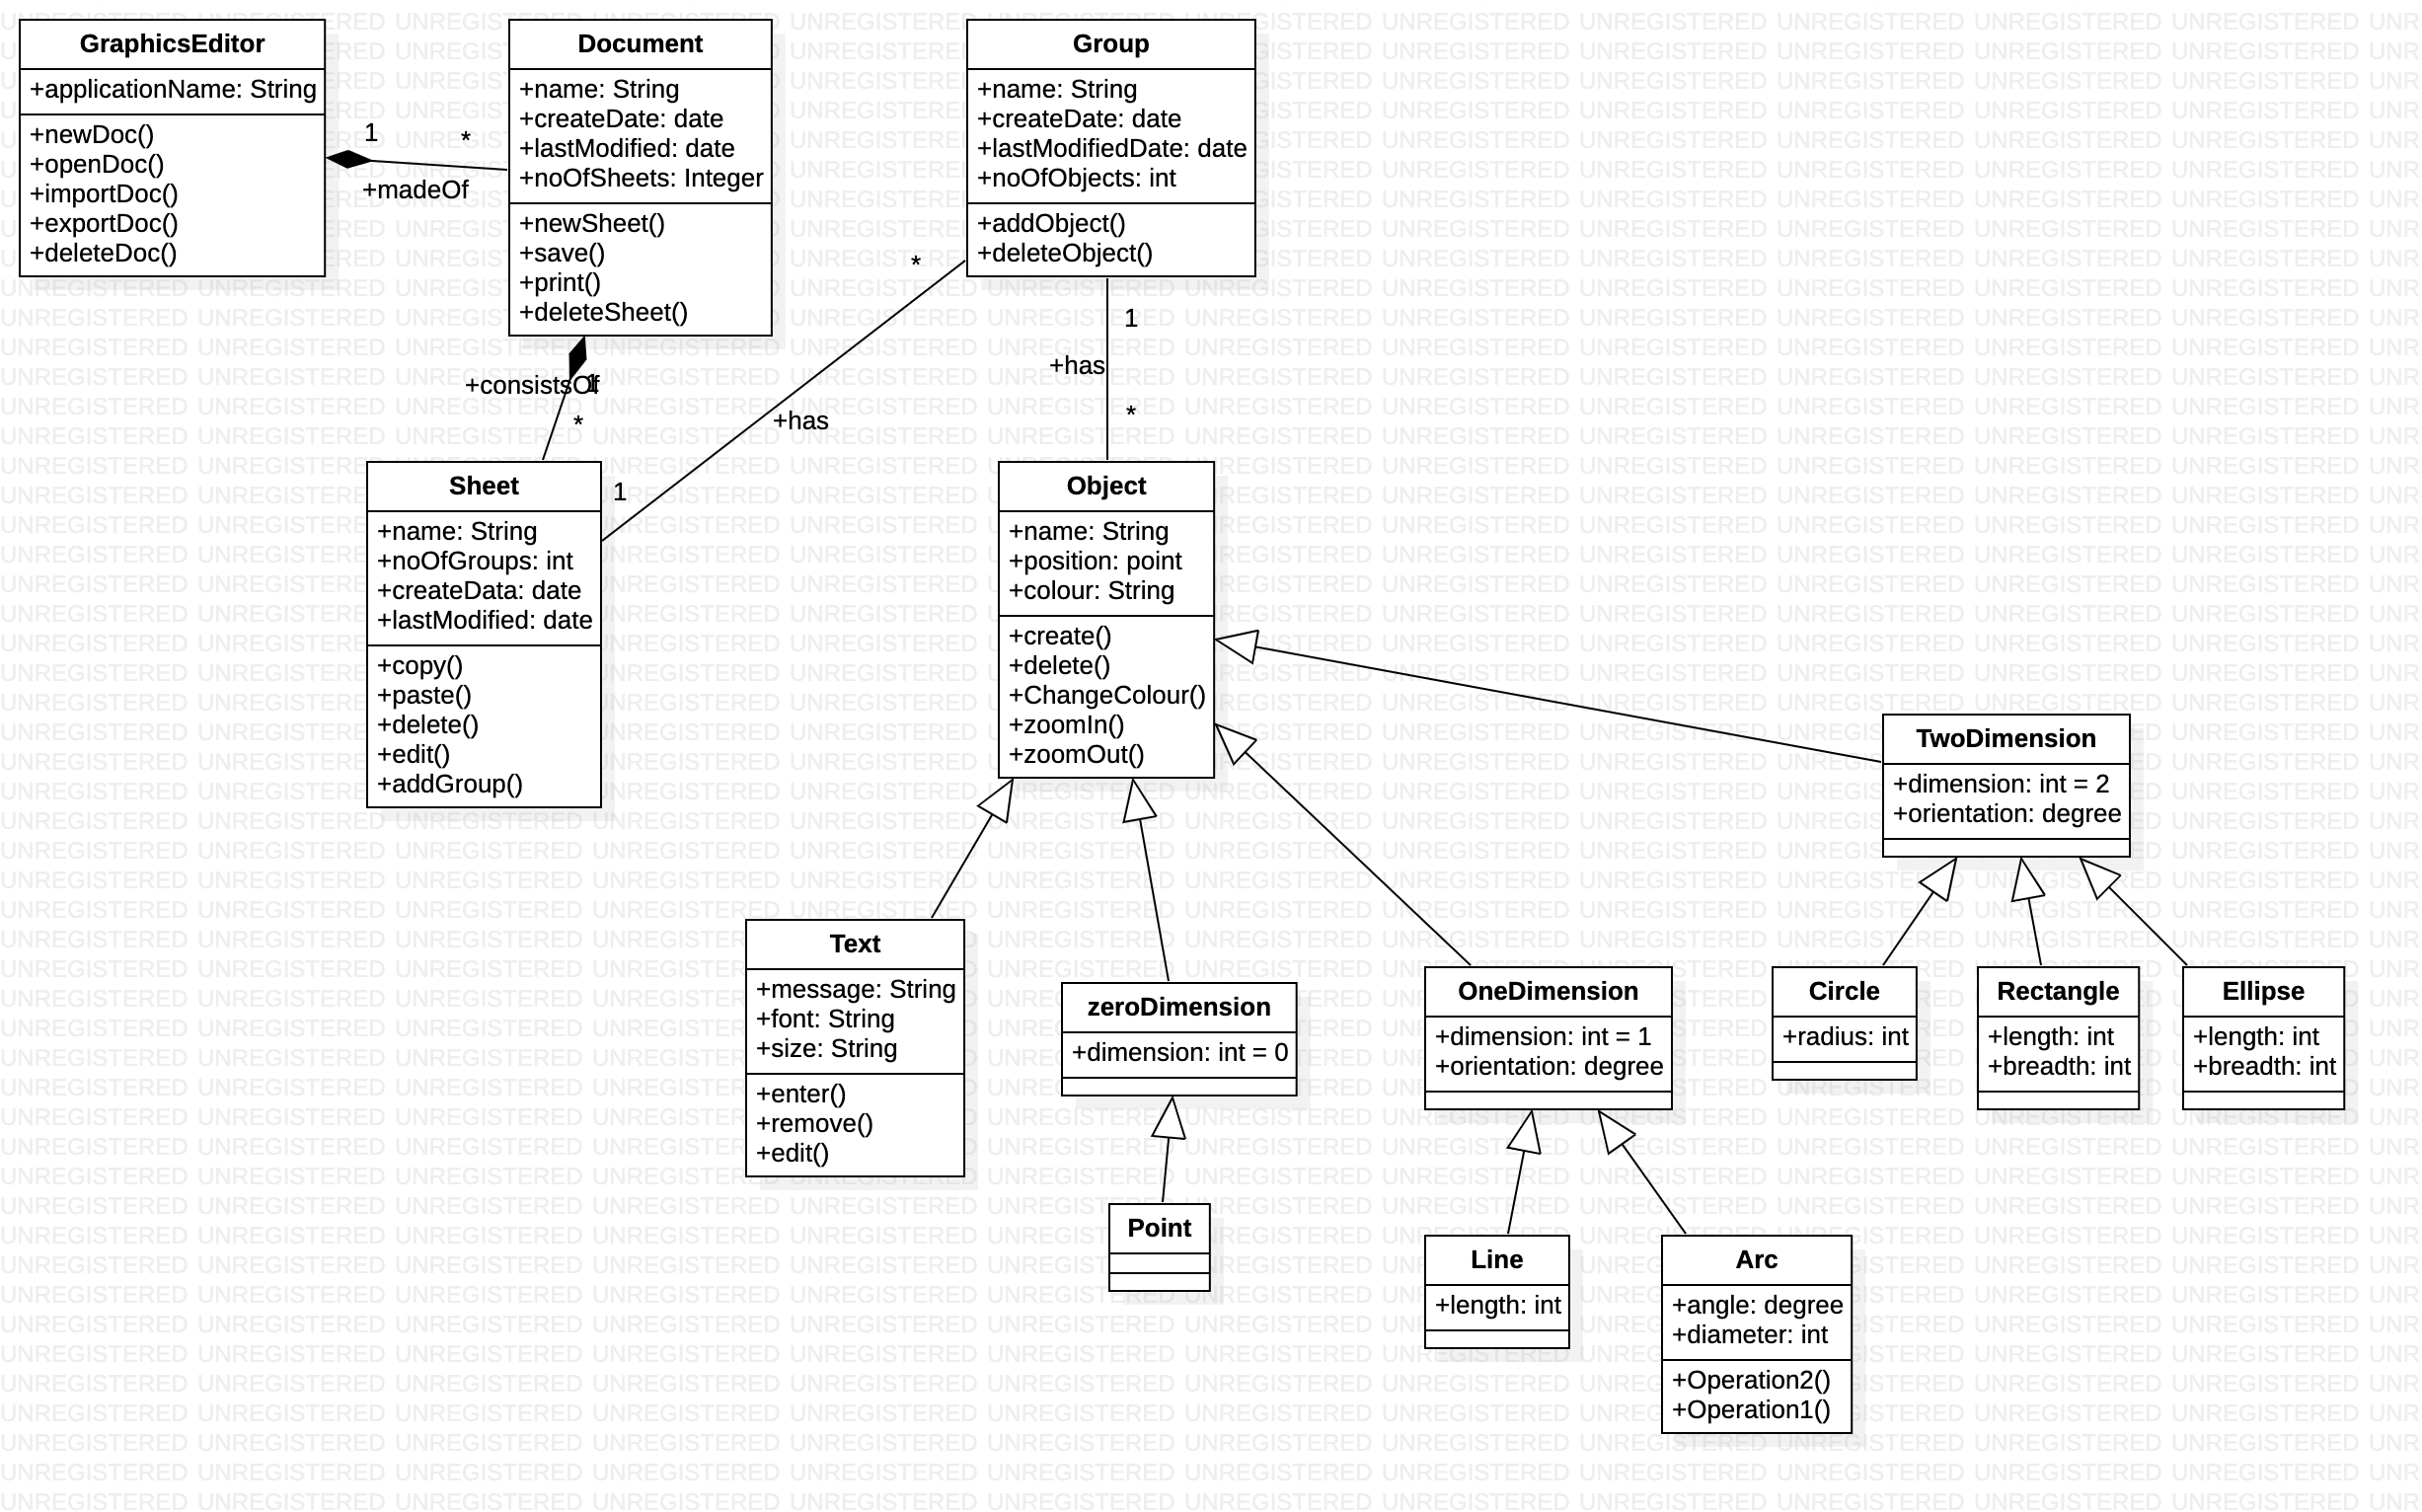 GraphicsEditor
+applicationName: String
+newDoc()
+openDoc()
+importDoc()
+exportDoc()
+deleteDoc()
1
*
+madeOf
Document
+name: String
+createDate: date
+lastModified: date
+noOfSheets: Integer
+newSheet()
+save()
+print()
+deleteSheet()
Group
+name: String
+createDate: date
+lastModifiedDate: date
+noOfObjects: int
+addObject()
+deleteObject()
+consistsOf
1
*
*
+has
1
1
+has
*
Sheet
+name: String
+noOfGroups: int
+createData: date
+lastModified: date
+copy()
+paste()
+delete()
+edit()
+addGroup()
Object
+name: String
+position: point
+colour: String
+create()
+delete()
+ChangeColour()
+zoomIn()
+zoomOut()
TwoDimension
+dimension: int = 2
+orientation: degree
Text
+message: String
+font: String
+size: String
+enter()
+remove()
+edit()
zeroDimension
+dimension: int = 0
OneDimension
+dimension: int = 1
+orientation: degree
Circle
+radius: int
Rectangle
+length: int
+breadth: int
Ellipse
+length: int
+breadth: int
Point
Line
+length: int
Arc
+angle: degree
+diameter: int
+Operation2()
+Operation1()
UNREGISTERED